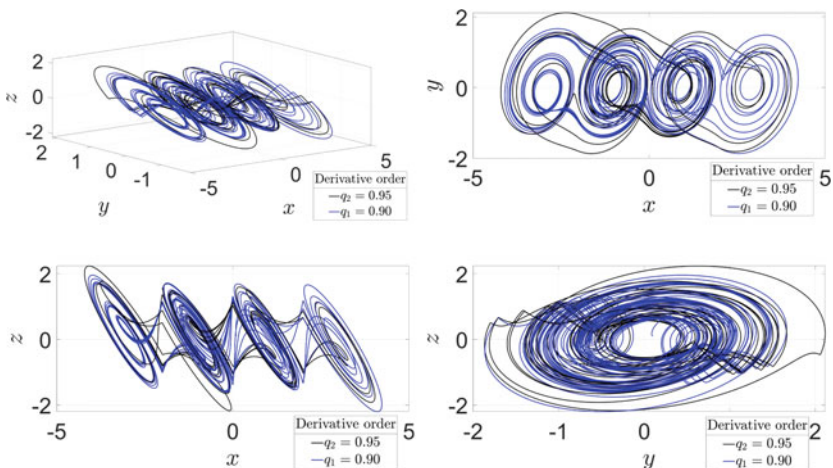 2
0
-2
z
2
1
0
-1
y
-5
0
5
x
Derivative order
q₂ = 0.95
q₁ = 0.90
2
0
-2
y
-5
0
5
x
Derivative order
q₂ = 0.95
q₁ = 0.90
2
0
-2
z
-5
0
5
x
Derivative order
q₂ = 0.95
q₁ = 0.90
2
0
-2
z
-2
-1
0
1
2
y
Derivative order
q₂ = 0.95
q₁ = 0.90